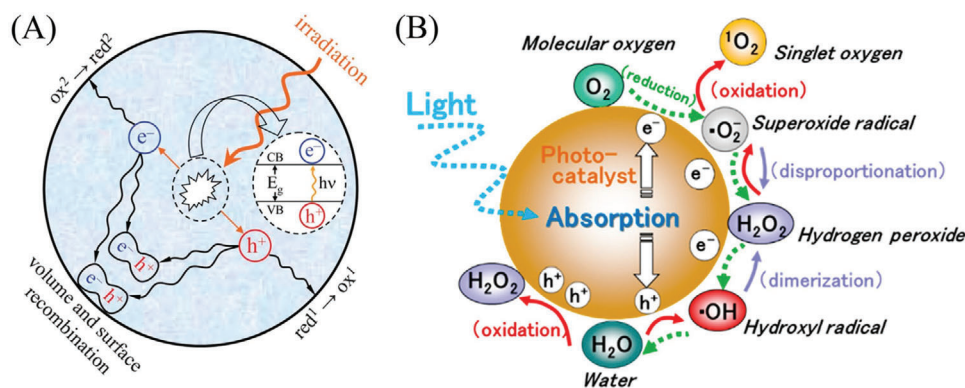 (A)
irradiation
ox² → red²
e⁻
CB
e⁻
E_g
hν
VB
h⁺
h⁺
e⁻
h⁺
e⁻
h⁺
volume and surface
recombination
red¹ → ox¹
(B)
Molecular oxygen
¹O₂
Singlet oxygen
O₂
(reduction)
(oxidation)
Light
·O₂⁻
Superoxide radical
e⁻
Photo-
catalyst
e⁻
(disproportionation)
Absorption
H₂O₂
Hydrogen peroxide
e⁻
H₂O₂
h⁺
h⁺
h⁺
(dimerization)
·OH
Hydroxyl radical
(oxidation)
H₂O
Water